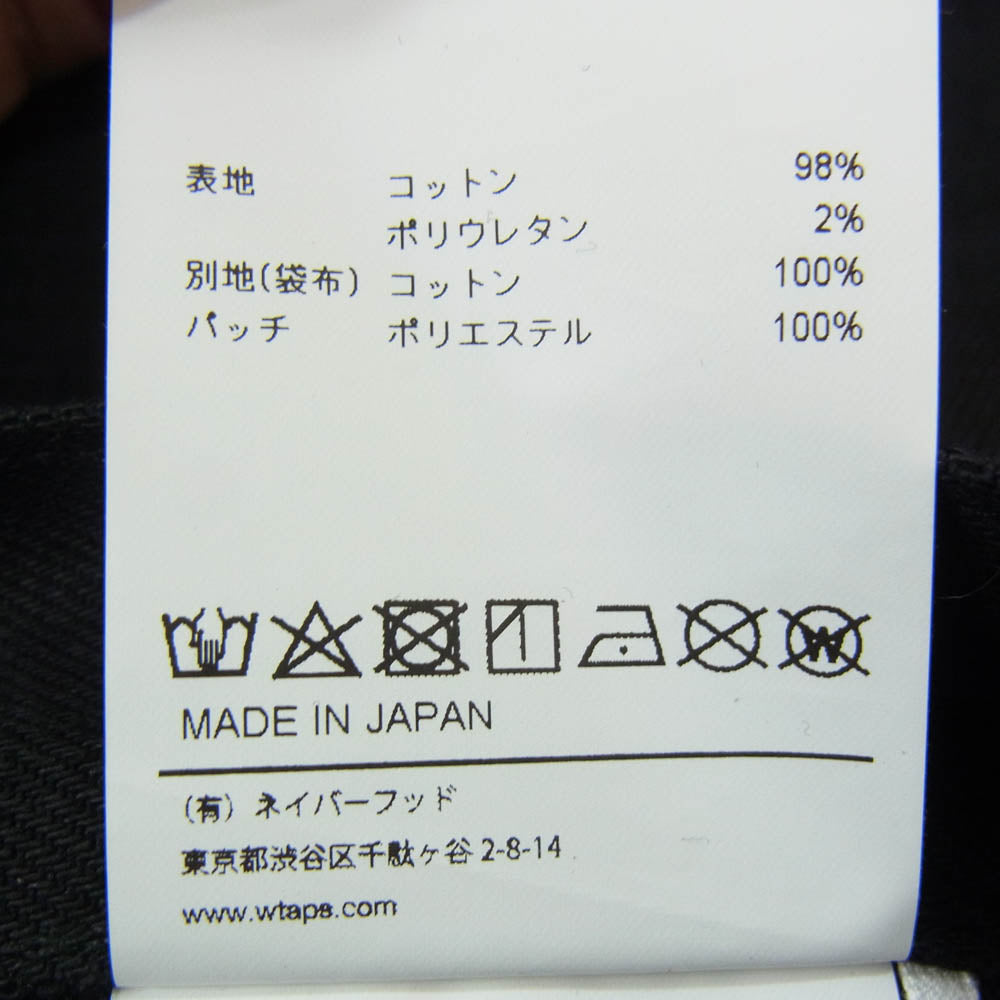 表地 コットン 98%
ポリウレタン 2%
別地(袋布) コットン 100%
パッチ ポリエステル 100%
MADE IN JAPAN
(有) ネイバーフッド
東京都渋谷区千駄ヶ谷 2-8-14
www.wtaps.com